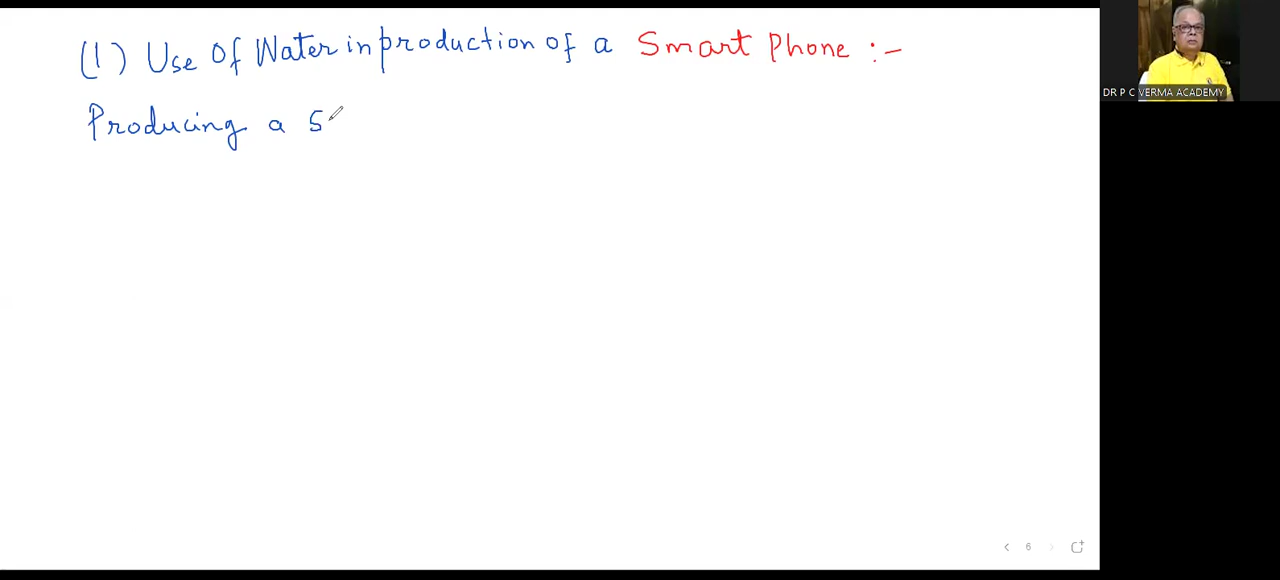 (1) Use Of Water in production of a Smart Phone :-
Producing a S
DR P C VERMA ACADEMY
< 6 >